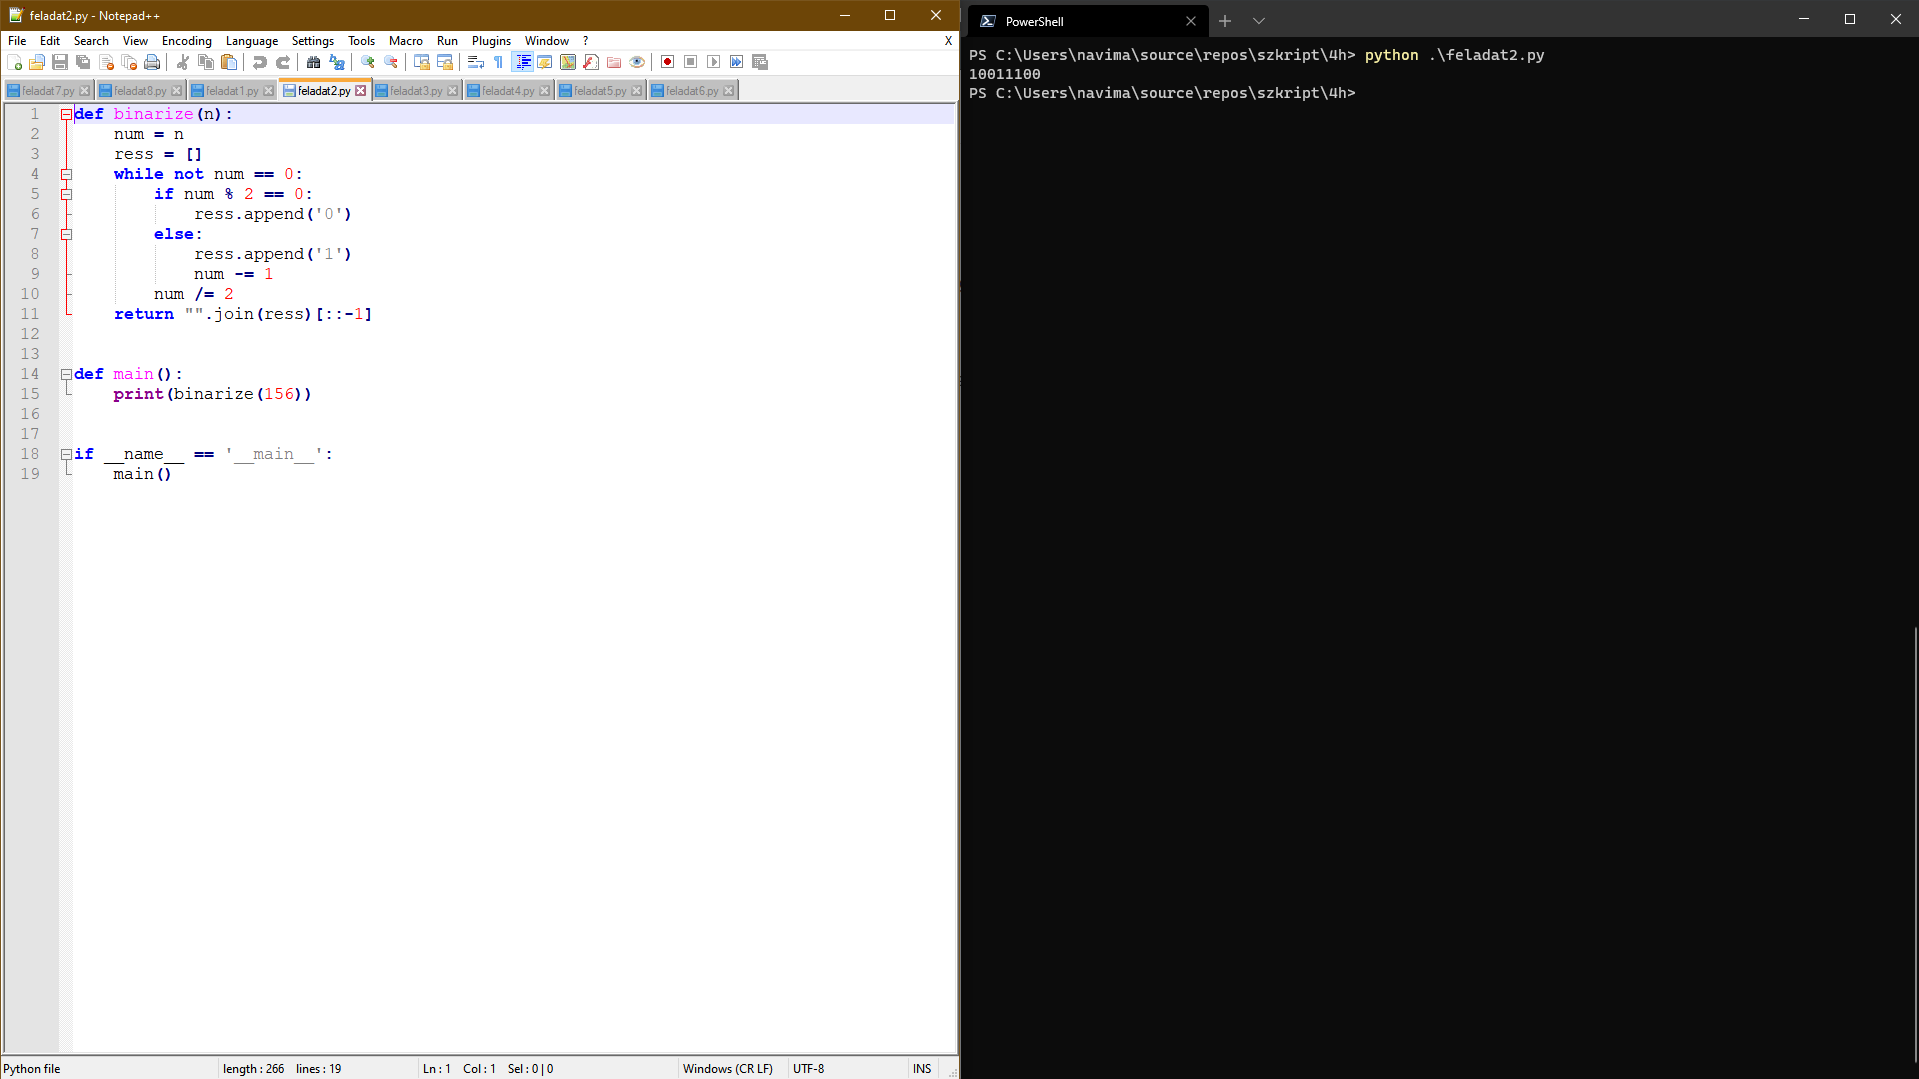 feladat2.py - Notepad++
File Edit Search View Encoding Language Settings Tools Macro Run Plugins Window ? X
feladat7.py feladat8.py feladat1.py feladat2.py feladat3.py feladat4.py feladat5.py feladat6.py
1 def binarize(n):
2     num = n
3     ress = []
4     while not num == 0:
5         if num % 2 == 0:
6             ress.append('0')
7         else:
8             ress.append('1')
9             num -= 1
10         num /= 2
11     return "".join(ress)[::-1]
12
13
14 def main():
15     print(binarize(156))
16
17
18 if __name__ == '__main__':
19     main()
Python file length : 266 lines : 19 Ln : 1 Col : 1 Sel : 0 | 0 Windows (CR LF) UTF-8 INS
PowerShell
PS C:\Users\navima\source\repos\szkript\4h> python .\feladat2.py
10011100
PS C:\Users\navima\source\repos\szkript\4h>